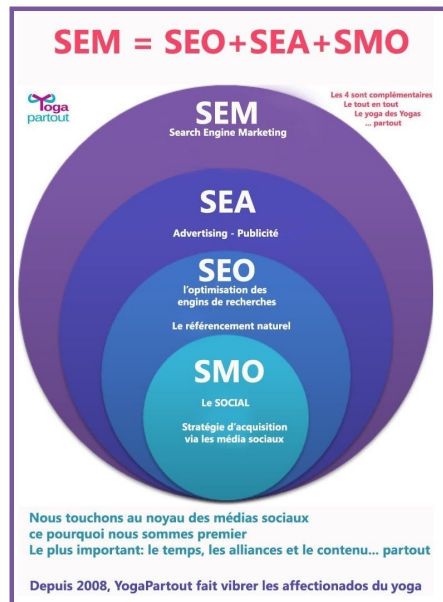 SEM = SEO+SEA+SMO
Yoga
partout
Les 4 sont complémentaires
Le tout en tout
Le yoga des Yogas
... partout
SEM
Search Engine Marketing
SEA
Advertising - Publicité
SEO
l'optimisation des
engins de recherches
Le référencement naturel
SMO
Le SOCIAL
Stratégie d'acquisition
via les média sociaux
Nous touchons au noyau des médias sociaux
ce pourquoi nous sommes premier
Le plus important: le temps, les alliances et le contenu... partout
Depuis 2008, YogaPartout fait vibrer les affectionados du yoga